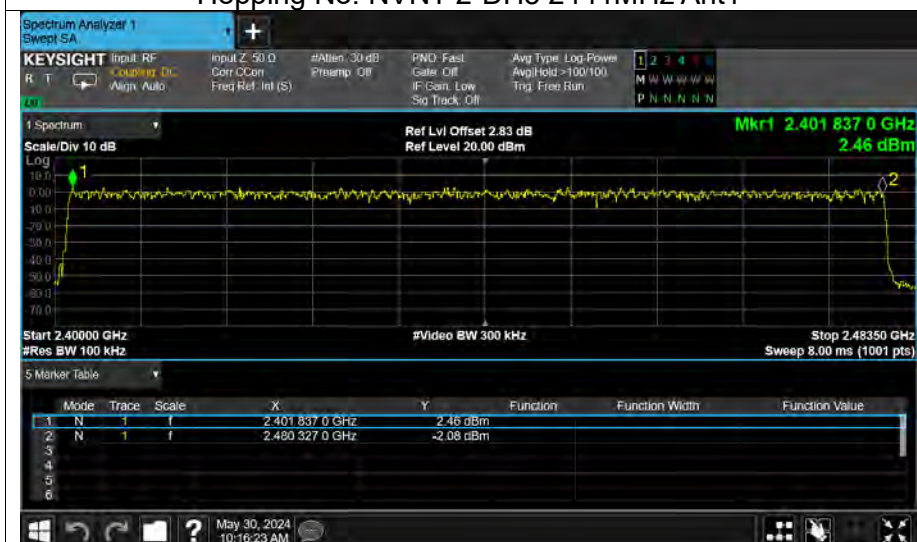 Hopping No. NVNT 2-DH5 2441MHz Ant1
Spectrum Analyzer 1
Swept SA
+
KEYSIGHT Input: RF
R T
Coupling: DC
Align: Auto
Input Z: 50 Ω
Corr CCorr
Freq Ref: Int (S)
#Atten: 30 dB
Preamp: Off
PNO: Fast
Gate: Off
IF Gain: Low
Sig Track: Off
Avg Type: Log-Power
Avg|Hold >100/100
Trig: Free Run
1 2 3 4
M W W W W W
P N N N N N
1 Spectrum
Scale/Div 10 dB
Ref Lvl Offset 2.83 dB
Ref Level 20.00 dBm
Mkr1 2.401 837 0 GHz
2.46 dBm
Log
10.0
0.00
-10.0
-20.0
-30.0
-40.0
-50.0
-60.0
-70.0
1
2
Start 2.40000 GHz
#Res BW 100 kHz
#Video BW 300 kHz
Stop 2.48350 GHz
Sweep 8.00 ms (1001 pts)
5 Marker Table
Mode Trace Scale X Y Function Function Width Function Value
1 N 1 f 2.401 837 0 GHz 2.46 dBm
2 N 1 f 2.480 327 0 GHz -2.08 dBm
3
4
5
6
? May 30, 2024
10:16:23 AM